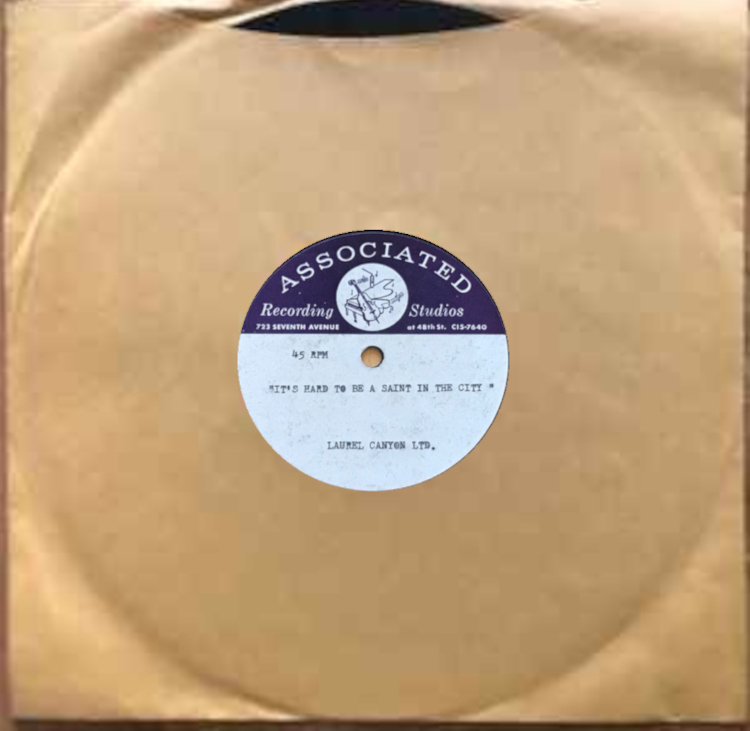 ASSOCIATED
Recording Studios
723 SEVENTH AVENUE at 48th St. CI5-7640
45 RPM
"IT'S HARD TO BE A SAINT IN THE CITY "
LAUREL CANYON LTD.